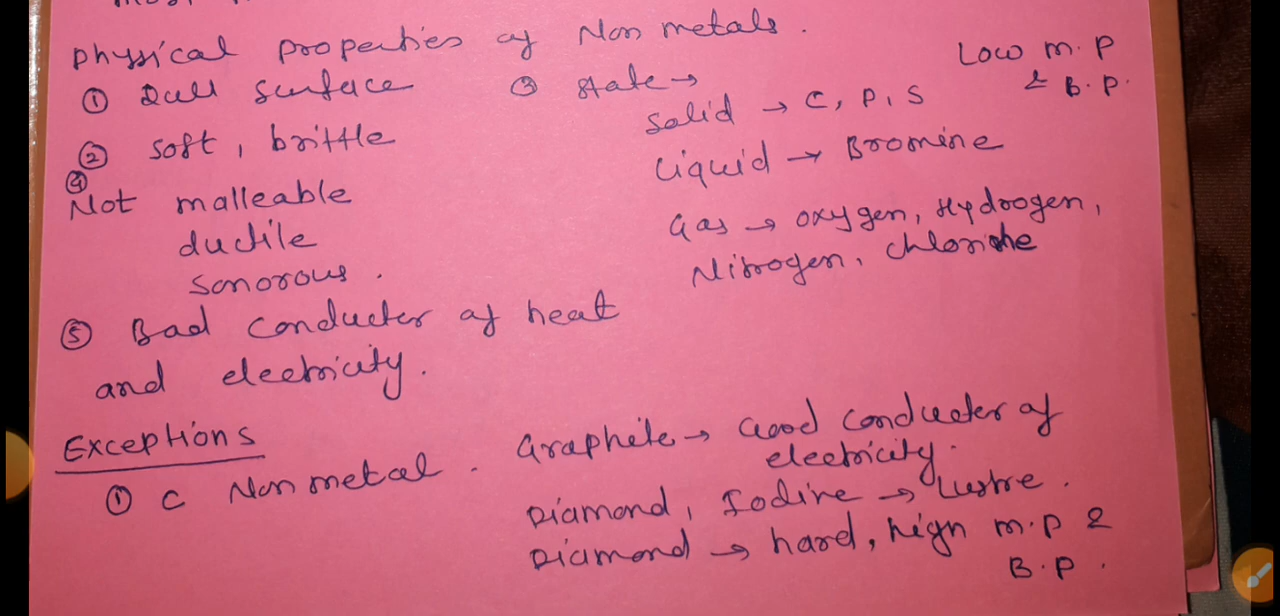 Physical properties of Non metals.
① Dull surface
② Soft, brittle
③ State →
Solid → C, P, S
Liquid → Bromine
Gas → Oxygen, Hydrogen,
Nitrogen, Chlorine
Low m.p
& B.P.
④
Not malleable
ductile
sonorous.
⑤ Bad conductor of heat
and electricity.
Exceptions
① C Non metal.
Graphite → Good conductor of
electricity.
Diamond, Iodine → Lustre.
Diamond → hard, high m.p &
B.P.